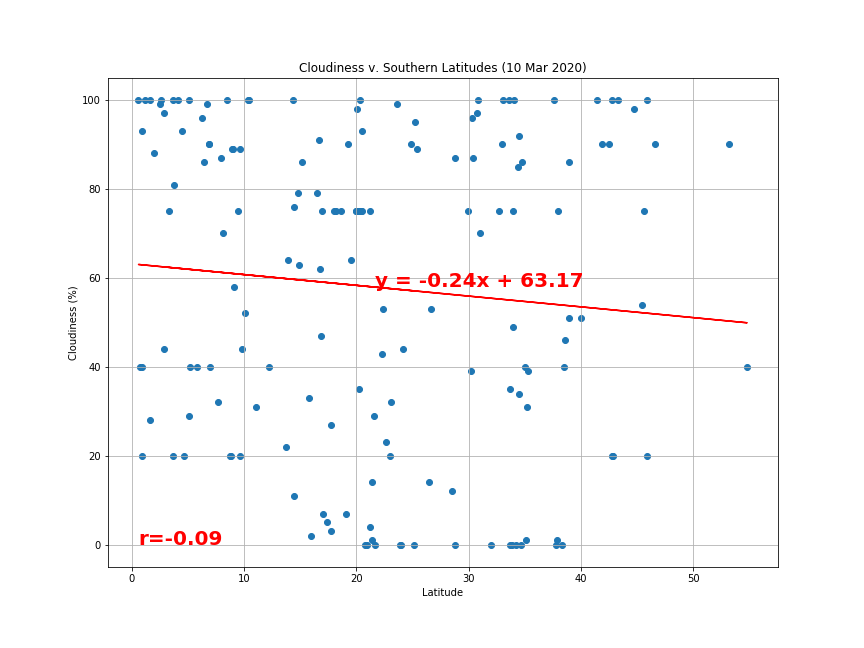 Cloudiness v. Southern Latitudes (10 Mar 2020)
100
80
60
40
20
0
Cloudiness (%)
y = -0.24x + 63.17
r=-0.09
0 10 20 30 40 50
Latitude